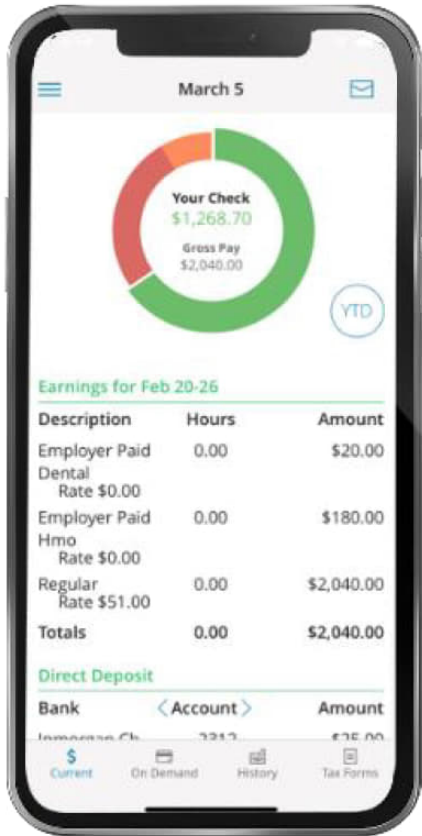 March 5
Your Check
$1,268.70
Gross Pay
$2,040.00
YTD
Earnings for Feb 20-26
Description Hours Amount
Employer Paid 0.00 $20.00
Dental
Rate $0.00
Employer Paid 0.00 $180.00
Hmo
Rate $0.00
Regular 0.00 $2,040.00
Rate $51.00
Totals 0.00 $2,040.00
Direct Deposit
Bank < Account > Amount
2312 $25.00
$
Current On Demand History Tax Forms